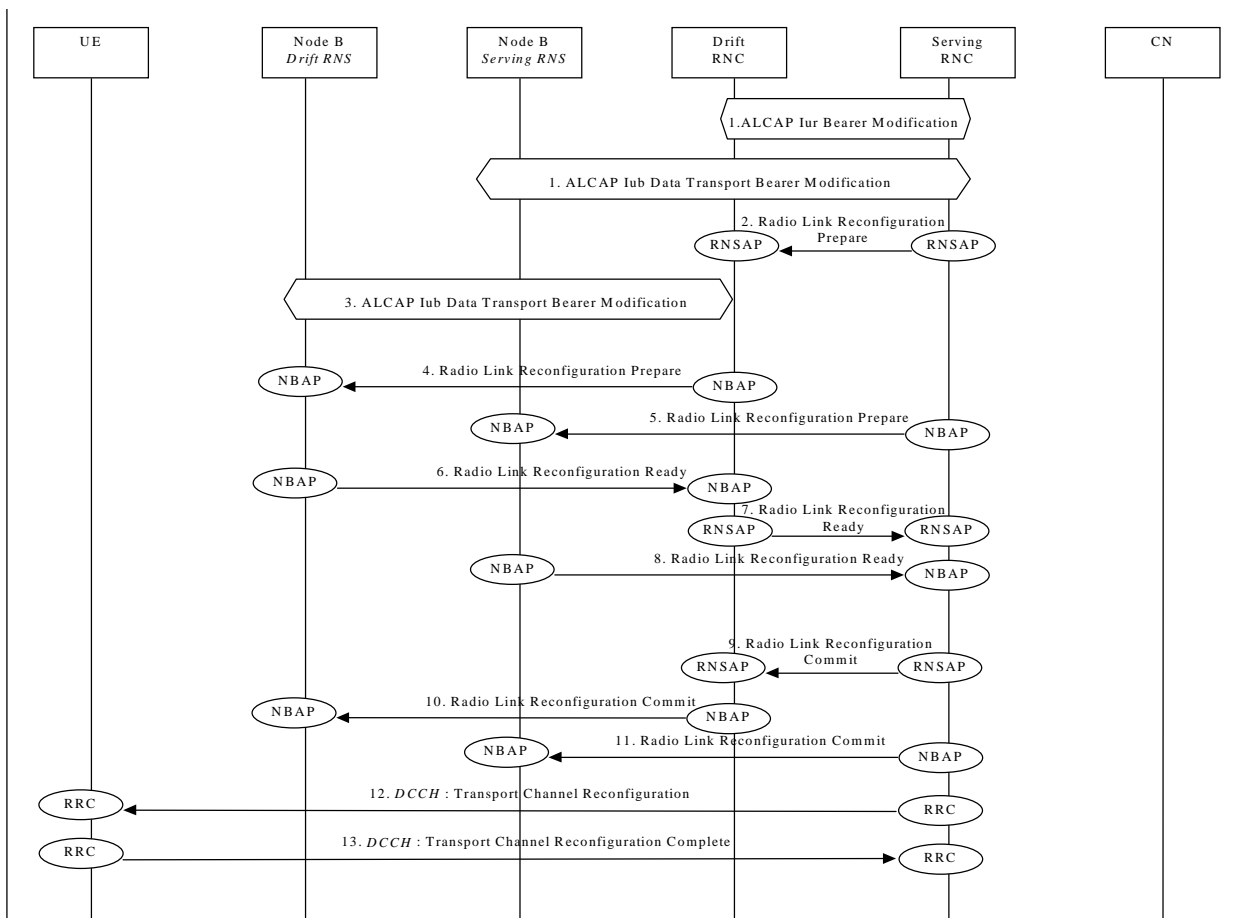 UE
Node B
Drift RNS
Node B
Serving RNS
Drift
RNC
Serving
RNC
CN
1.ALCAP Iur Bearer Modification
1. ALCAP Iub Data Transport Bearer Modification
2. Radio Link Reconfiguration
Prepare
RNSAP
RNSAP
3. ALCAP Iub Data Transport Bearer Modification
4. Radio Link Reconfiguration Prepare
NBAP
NBAP
5. Radio Link Reconfiguration Prepare
NBAP
NBAP
6. Radio Link Reconfiguration Ready
NBAP
NBAP
7. Radio Link Reconfiguration
Ready
RNSAP
RNSAP
8. Radio Link Reconfiguration Ready
NBAP
NBAP
9. Radio Link Reconfiguration
Commit
RNSAP
RNSAP
10. Radio Link Reconfiguration Commit
NBAP
NBAP
11. Radio Link Reconfiguration Commit
NBAP
NBAP
12. DCCH : Transport Channel Reconfiguration
RRC
RRC
13. DCCH : Transport Channel Reconfiguration Complete
RRC
RRC